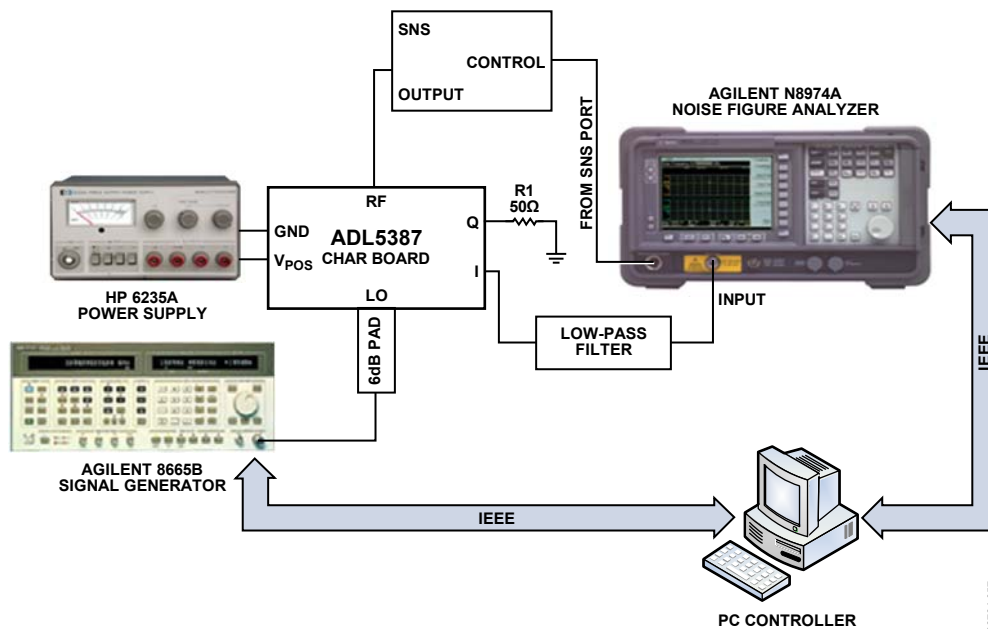 SNS
CONTROL
OUTPUT
AGILENT N8974A
NOISE FIGURE ANALYZER
FROM SNS PORT
RF
R1
50Ω
GND
ADL5387
CHAR BOARD
Q
VPOS
I
LO
INPUT
HP 6235A
POWER SUPPLY
6dB PAD
LOW-PASS
FILTER
IEEE
AGILENT 8665B
SIGNAL GENERATOR
IEEE
PC CONTROLLER